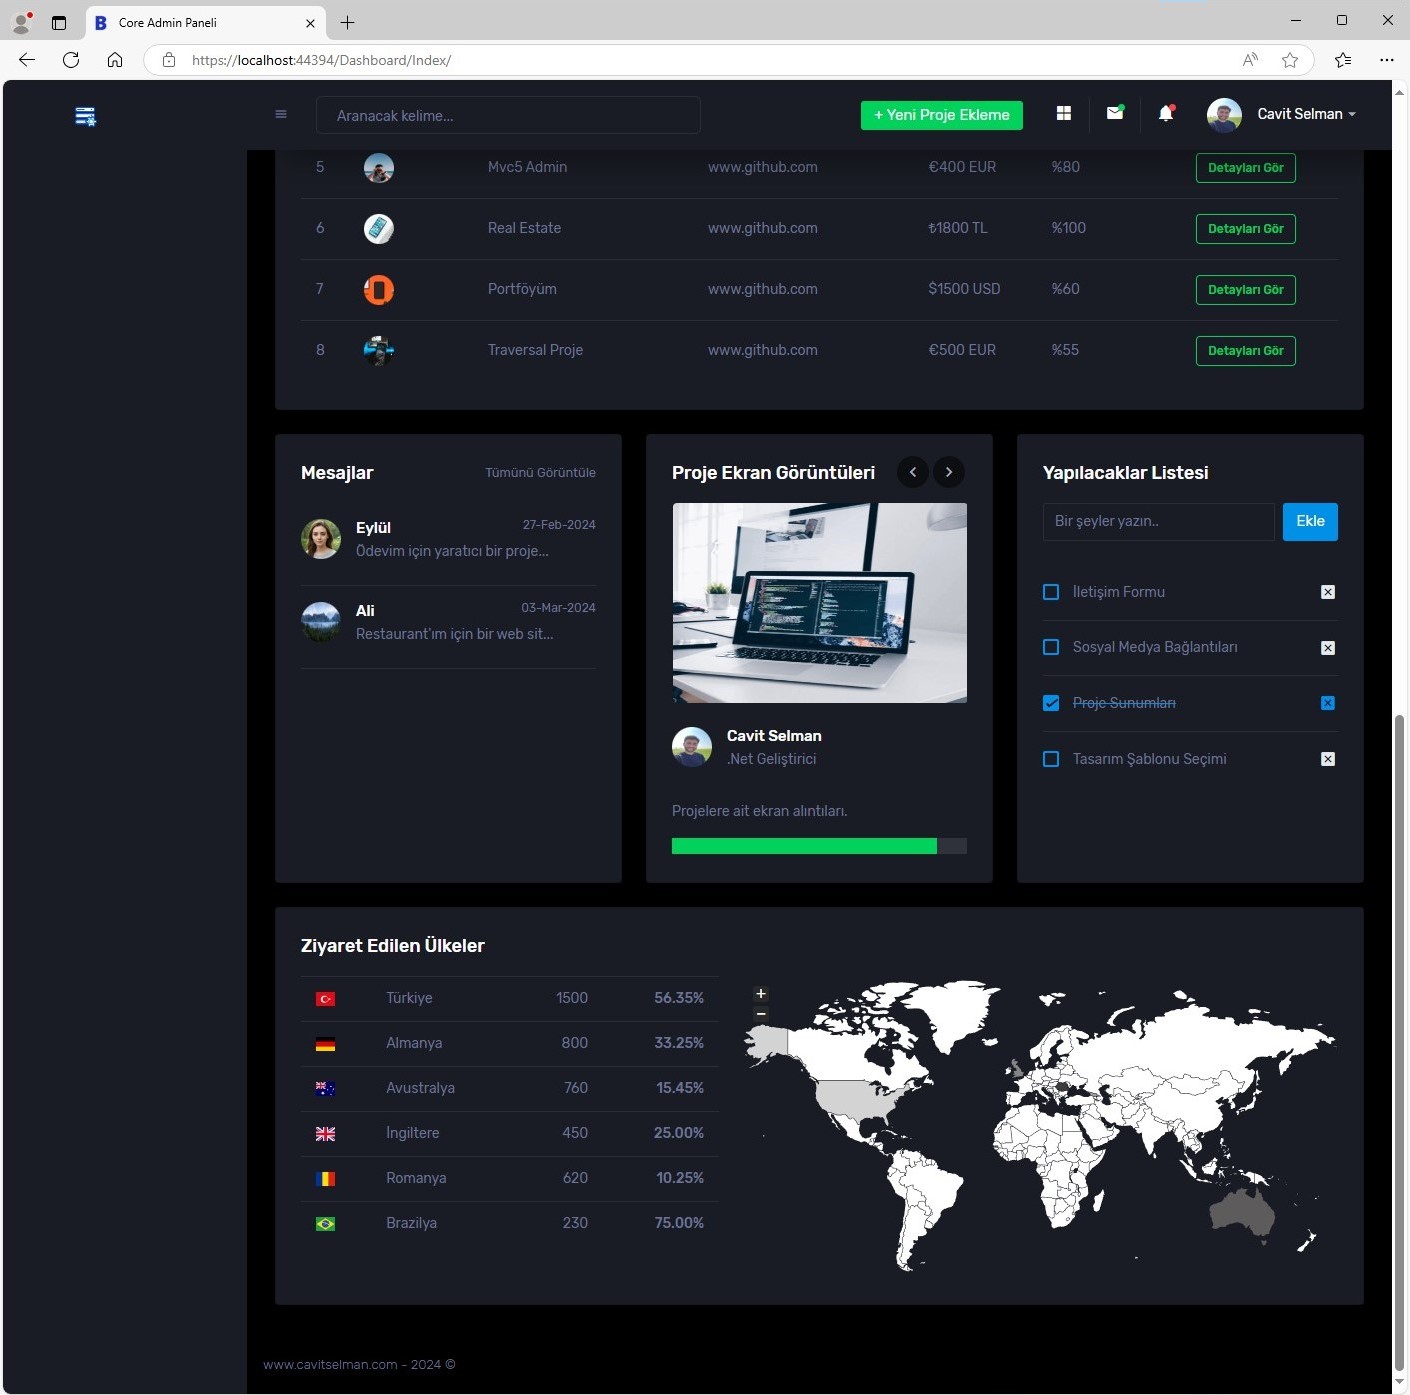 Core Admin Paneli
https://localhost:44394/Dashboard/Index/
Aranacak kelime...
+ Yeni Proje Ekleme
Cavit Selman
5 Mvc5 Admin www.github.com €400 EUR %80 Detayları Gör
6 Real Estate www.github.com ₺1800 TL %100 Detayları Gör
7 Portföyüm www.github.com $1500 USD %60 Detayları Gör
8 Traversal Proje www.github.com €500 EUR %55 Detayları Gör
Mesajlar Tümünü Görüntüle
Eylül 27-Feb-2024
Ödevim için yaratıcı bir proje...
Ali 03-Mar-2024
Restaurant'ım için bir web sit...
Proje Ekran Görüntüleri
Cavit Selman
.Net Geliştirici
Projelere ait ekran alıntıları.
Yapılacaklar Listesi
Bir şeyler yazın.. Ekle
İletişim Formu
Sosyal Medya Bağlantıları
Proje Sunumları
Tasarım Şablonu Seçimi
Ziyaret Edilen Ülkeler
Türkiye 1500 56.35%
Almanya 800 33.25%
Avustralya 760 15.45%
İngiltere 450 25.00%
Romanya 620 10.25%
Brazilya 230 75.00%
+
−
www.cavitselman.com - 2024 ©